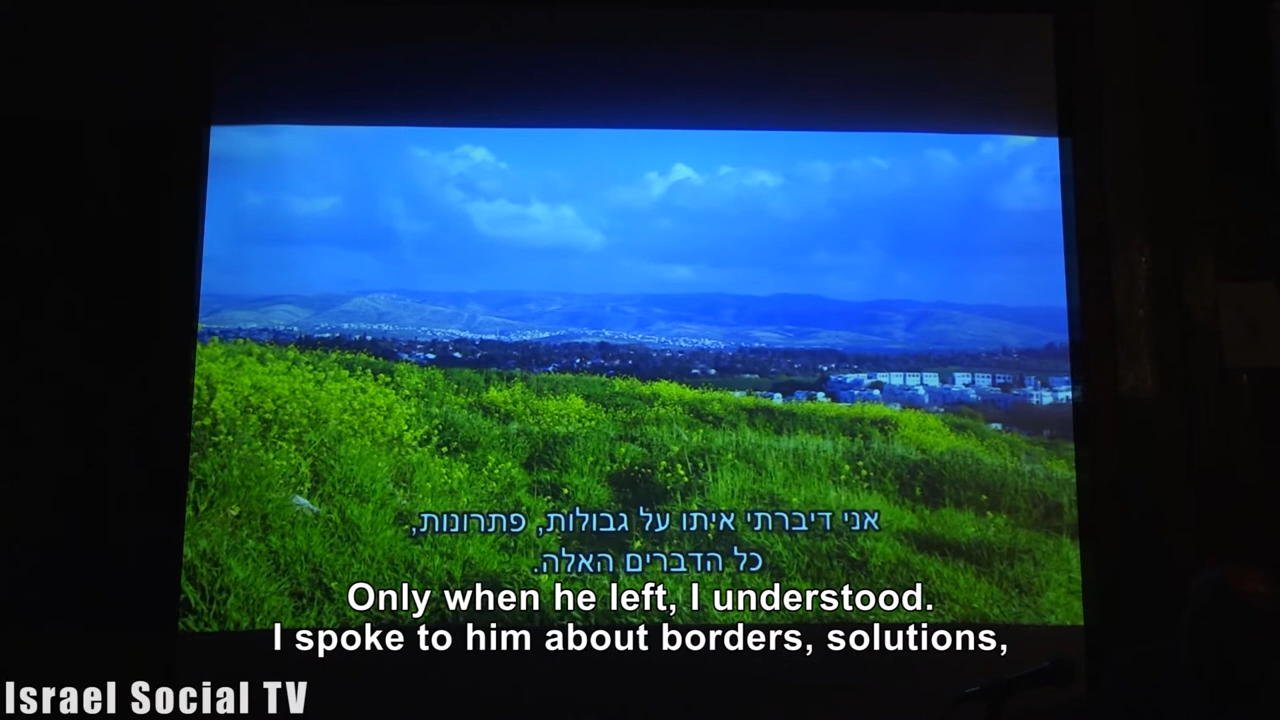 אני דיברתי איתו על גבולות, פתרונות,
כל הדברים האלה.
Only when he left, I understood.
I spoke to him about borders, solutions,
Israel Social TV